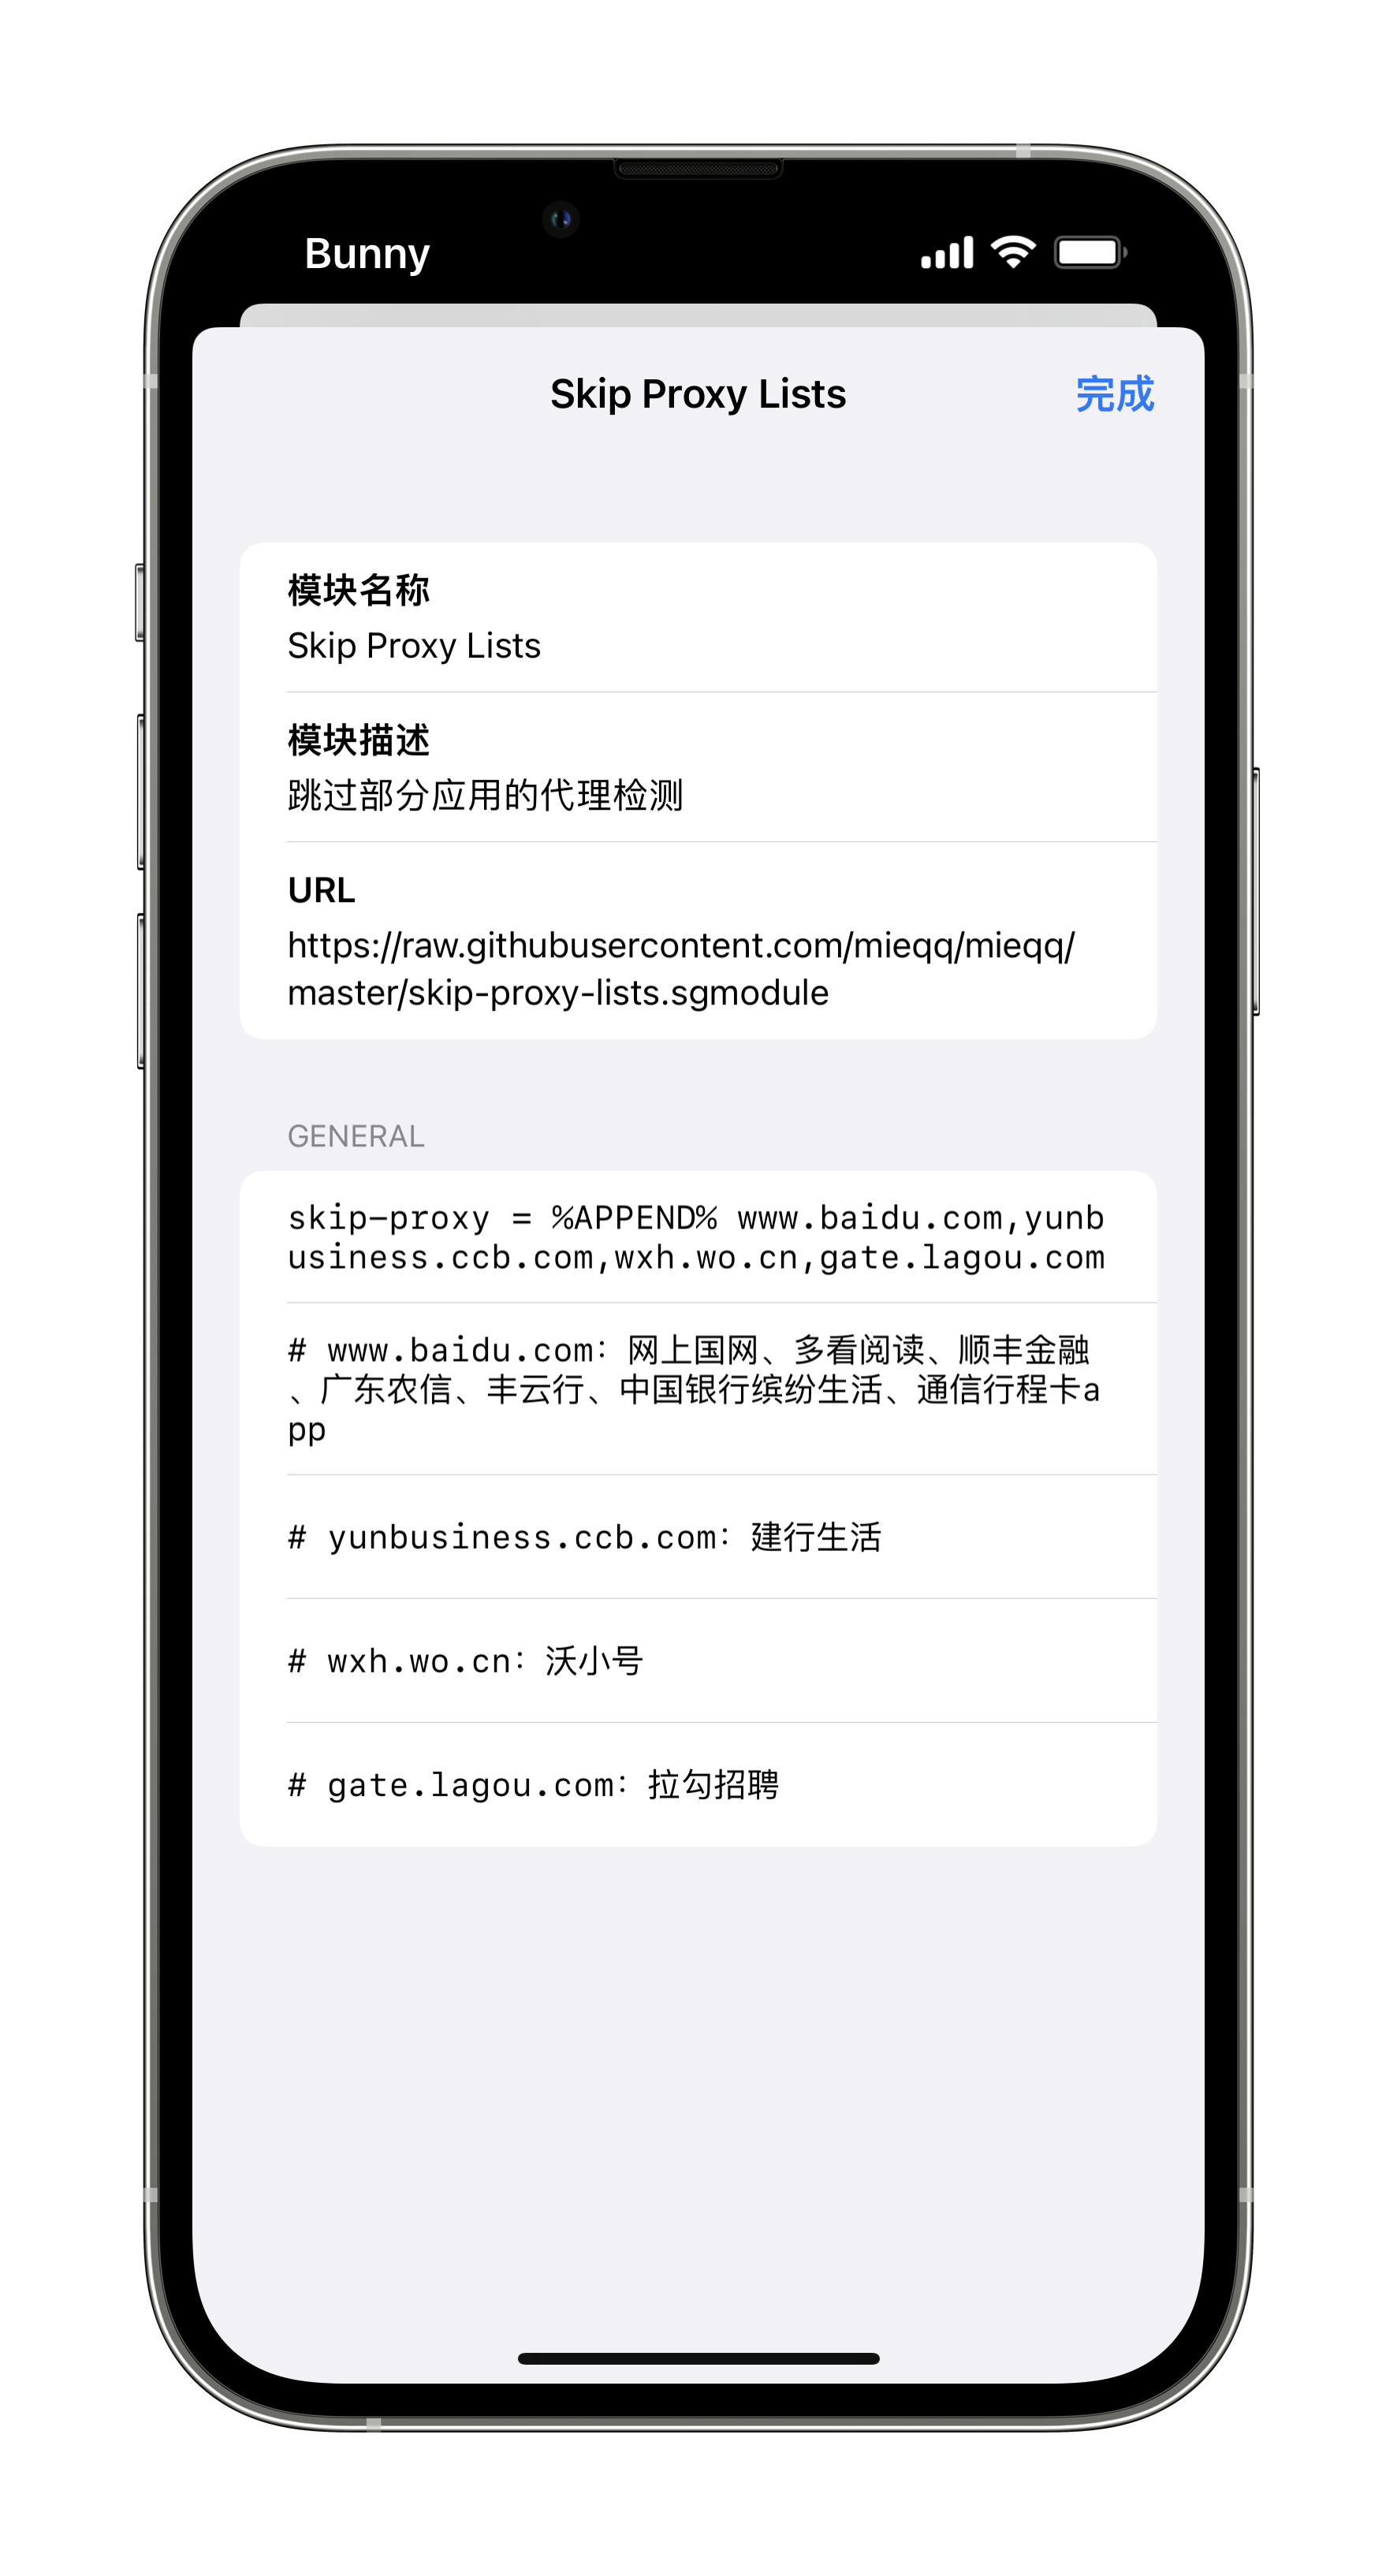 Bunny
Skip Proxy Lists
完成
模块名称
Skip Proxy Lists
模块描述
跳过部分应用的代理检测
URL
https://raw.githubusercontent.com/mieqq/mieqq/
master/skip-proxy-lists.sgmodule
GENERAL
skip-proxy = %APPEND% www.baidu.com,yunb
usiness.ccb.com,wxh.wo.cn,gate.lagou.com
# www.baidu.com：网上国网、多看阅读、顺丰金融
、广东农信、丰云行、中国银行缤纷生活、通信行程卡a
pp
# yunbusiness.ccb.com：建行生活
# wxh.wo.cn：沃小号
# gate.lagou.com：拉勾招聘